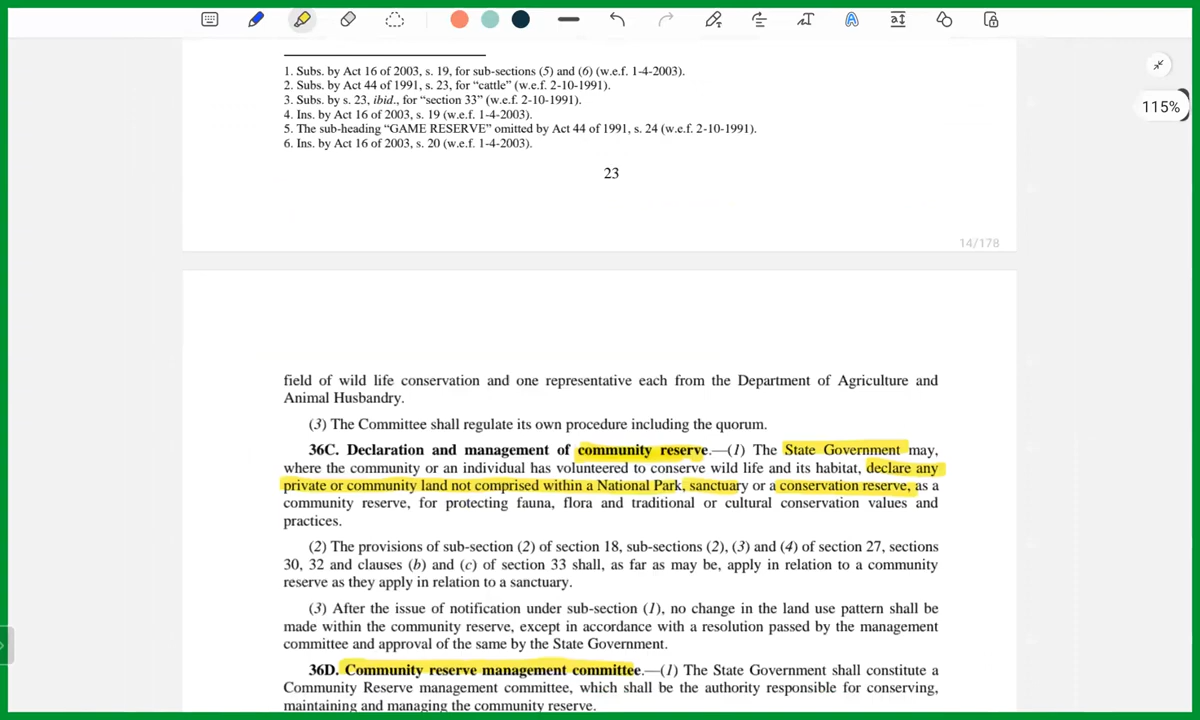 115%
1. Subs. by Act 16 of 2003, s. 19, for sub-sections (5) and (6) (w.e.f. 1-4-2003).
2. Subs. by Act 44 of 1991, s. 23, for “cattle” (w.e.f. 2-10-1991).
3. Subs. by s. 23, ibid., for “section 33” (w.e.f. 2-10-1991).
4. Ins. by Act 16 of 2003, s. 19 (w.e.f. 1-4-2003).
5. The sub-heading “GAME RESERVE” omitted by Act 44 of 1991, s. 24 (w.e.f. 2-10-1991).
6. Ins. by Act 16 of 2003, s. 20 (w.e.f. 1-4-2003).
23
14/178
field of wild life conservation and one representative each from the Department of Agriculture and
Animal Husbandry.
(3) The Committee shall regulate its own procedure including the quorum.
36C. Declaration and management of community reserve.—(1) The State Government may,
where the community or an individual has volunteered to conserve wild life and its habitat, declare any
private or community land not comprised within a National Park, sanctuary or a conservation reserve, as a
community reserve, for protecting fauna, flora and traditional or cultural conservation values and
practices.
(2) The provisions of sub-section (2) of section 18, sub-sections (2), (3) and (4) of section 27, sections
30, 32 and clauses (b) and (c) of section 33 shall, as far as may be, apply in relation to a community
reserve as they apply in relation to a sanctuary.
(3) After the issue of notification under sub-section (1), no change in the land use pattern shall be
made within the community reserve, except in accordance with a resolution passed by the management
committee and approval of the same by the State Government.
36D. Community reserve management committee.—(1) The State Government shall constitute a
Community Reserve management committee, which shall be the authority responsible for conserving,
maintaining and managing the community reserve.